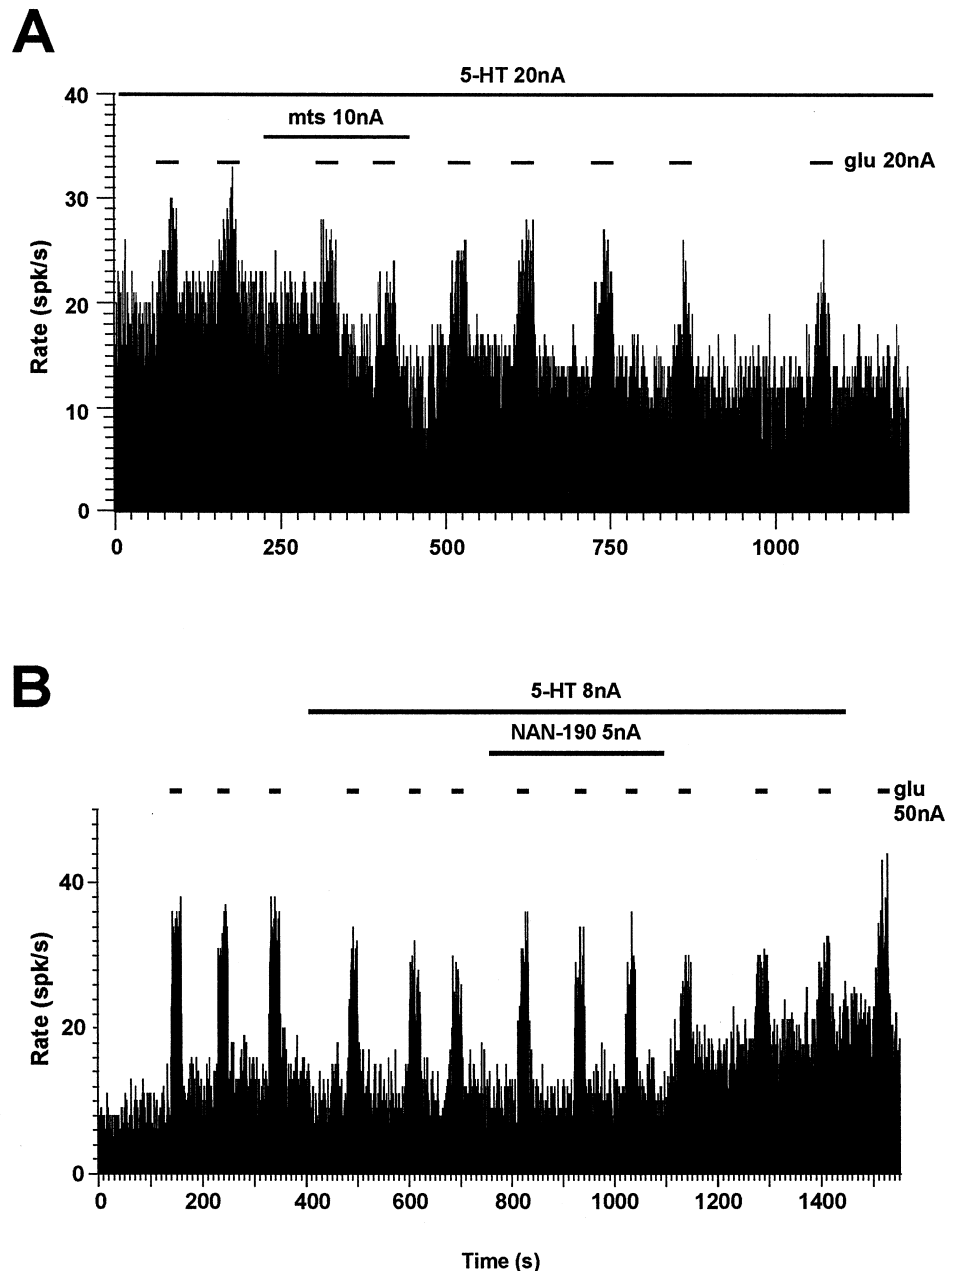 A
5-HT 20nA
mts 10nA
glu 20nA
40
30
20
10
0
Rate (spk/s)
0 250 500 750 1000
B
5-HT 8nA
NAN-190 5nA
glu
50nA
40
20
0
Rate (spk/s)
0 200 400 600 800 1000 1200 1400
Time (s)